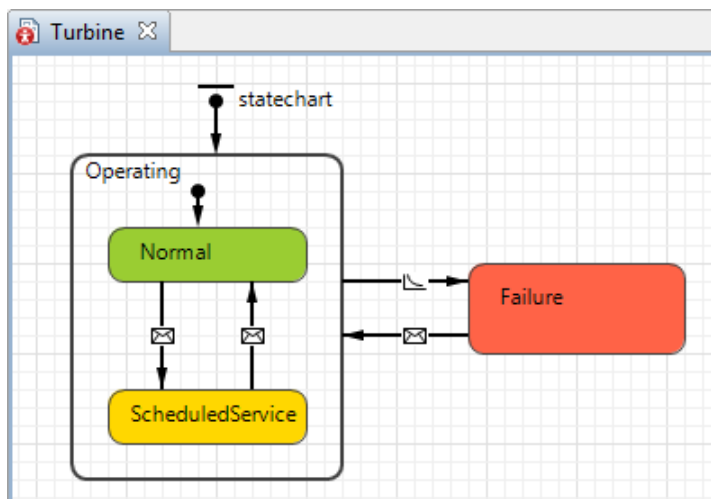 Turbine
statechart
Operating
Normal
Failure
ScheduledService